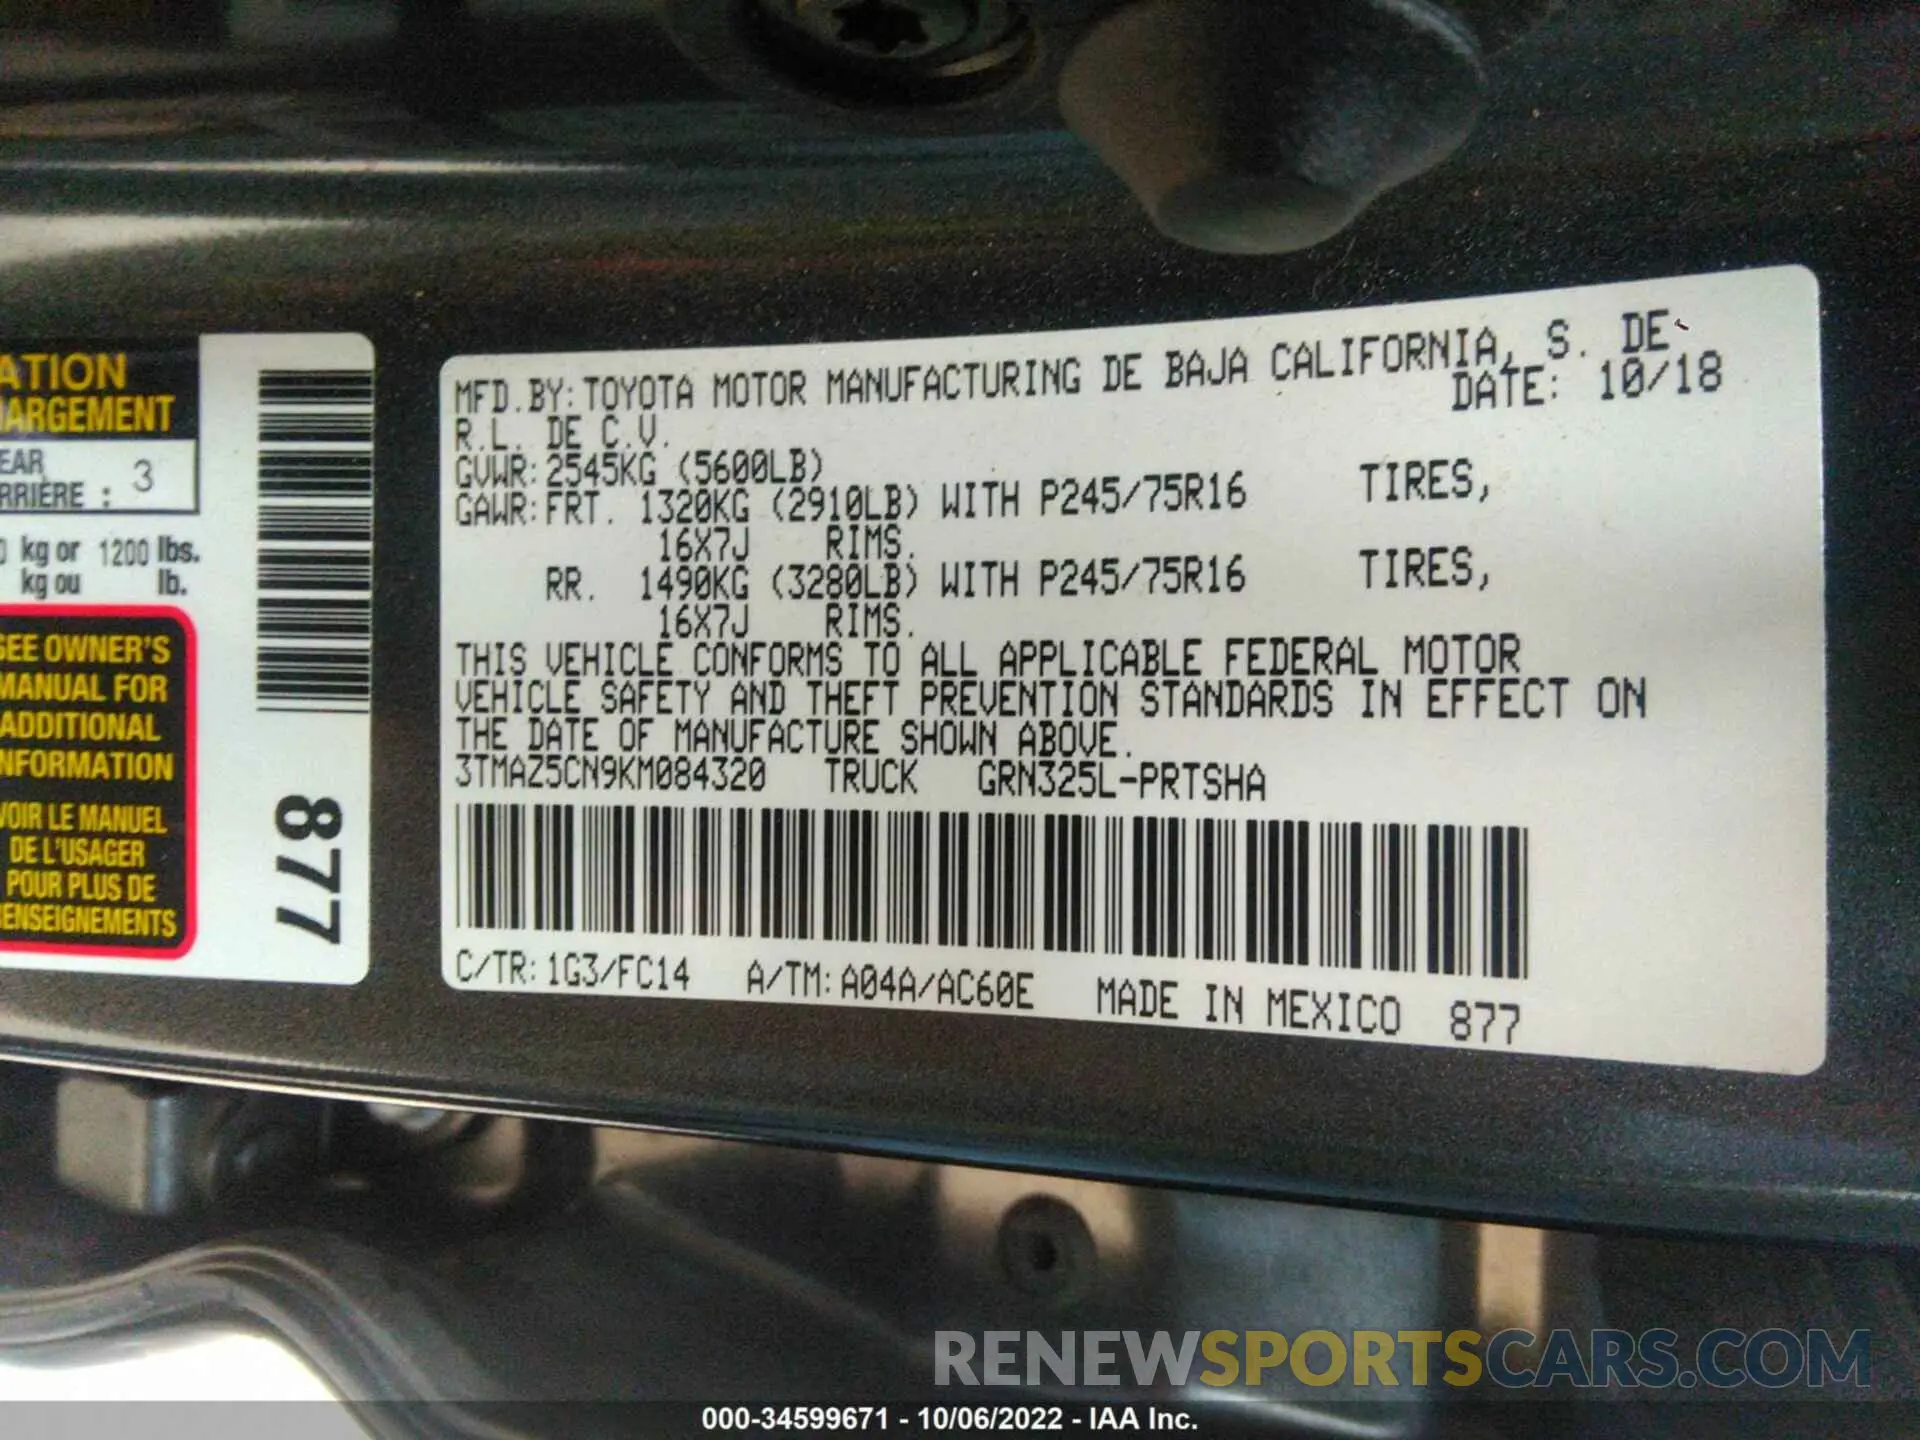 ATION
ARGEMENT
EAR
RRIÈRE : 3
kg or 1200 lbs.
kg ou lb.
SEE OWNER'S
MANUAL FOR
ADDITIONAL
INFORMATION
VOIR LE MANUEL
DE L'USAGER
POUR PLUS DE
RENSEIGNEMENTS
877
MFD.BY:TOYOTA MOTOR MANUFACTURING DE BAJA CALIFORNIA, S. DE
R.L. DE C.V. DATE: 10/18
GVWR:2545KG (5600LB)
GAWR:FRT. 1320KG (2910LB) WITH P245/75R16 TIRES,
16X7J RIMS.
RR. 1490KG (3280LB) WITH P245/75R16 TIRES,
16X7J RIMS.
THIS VEHICLE CONFORMS TO ALL APPLICABLE FEDERAL MOTOR
VEHICLE SAFETY AND THEFT PREVENTION STANDARDS IN EFFECT ON
THE DATE OF MANUFACTURE SHOWN ABOVE.
3TMAZ5CN9KM084320 TRUCK GRN325L-PRTSHA
C/TR:1G3/FC14 A/TM:A04A/AC60E MADE IN MEXICO 877
RENEWSPORTSCARS.COM
000-34599671 - 10/06/2022 - IAA Inc.